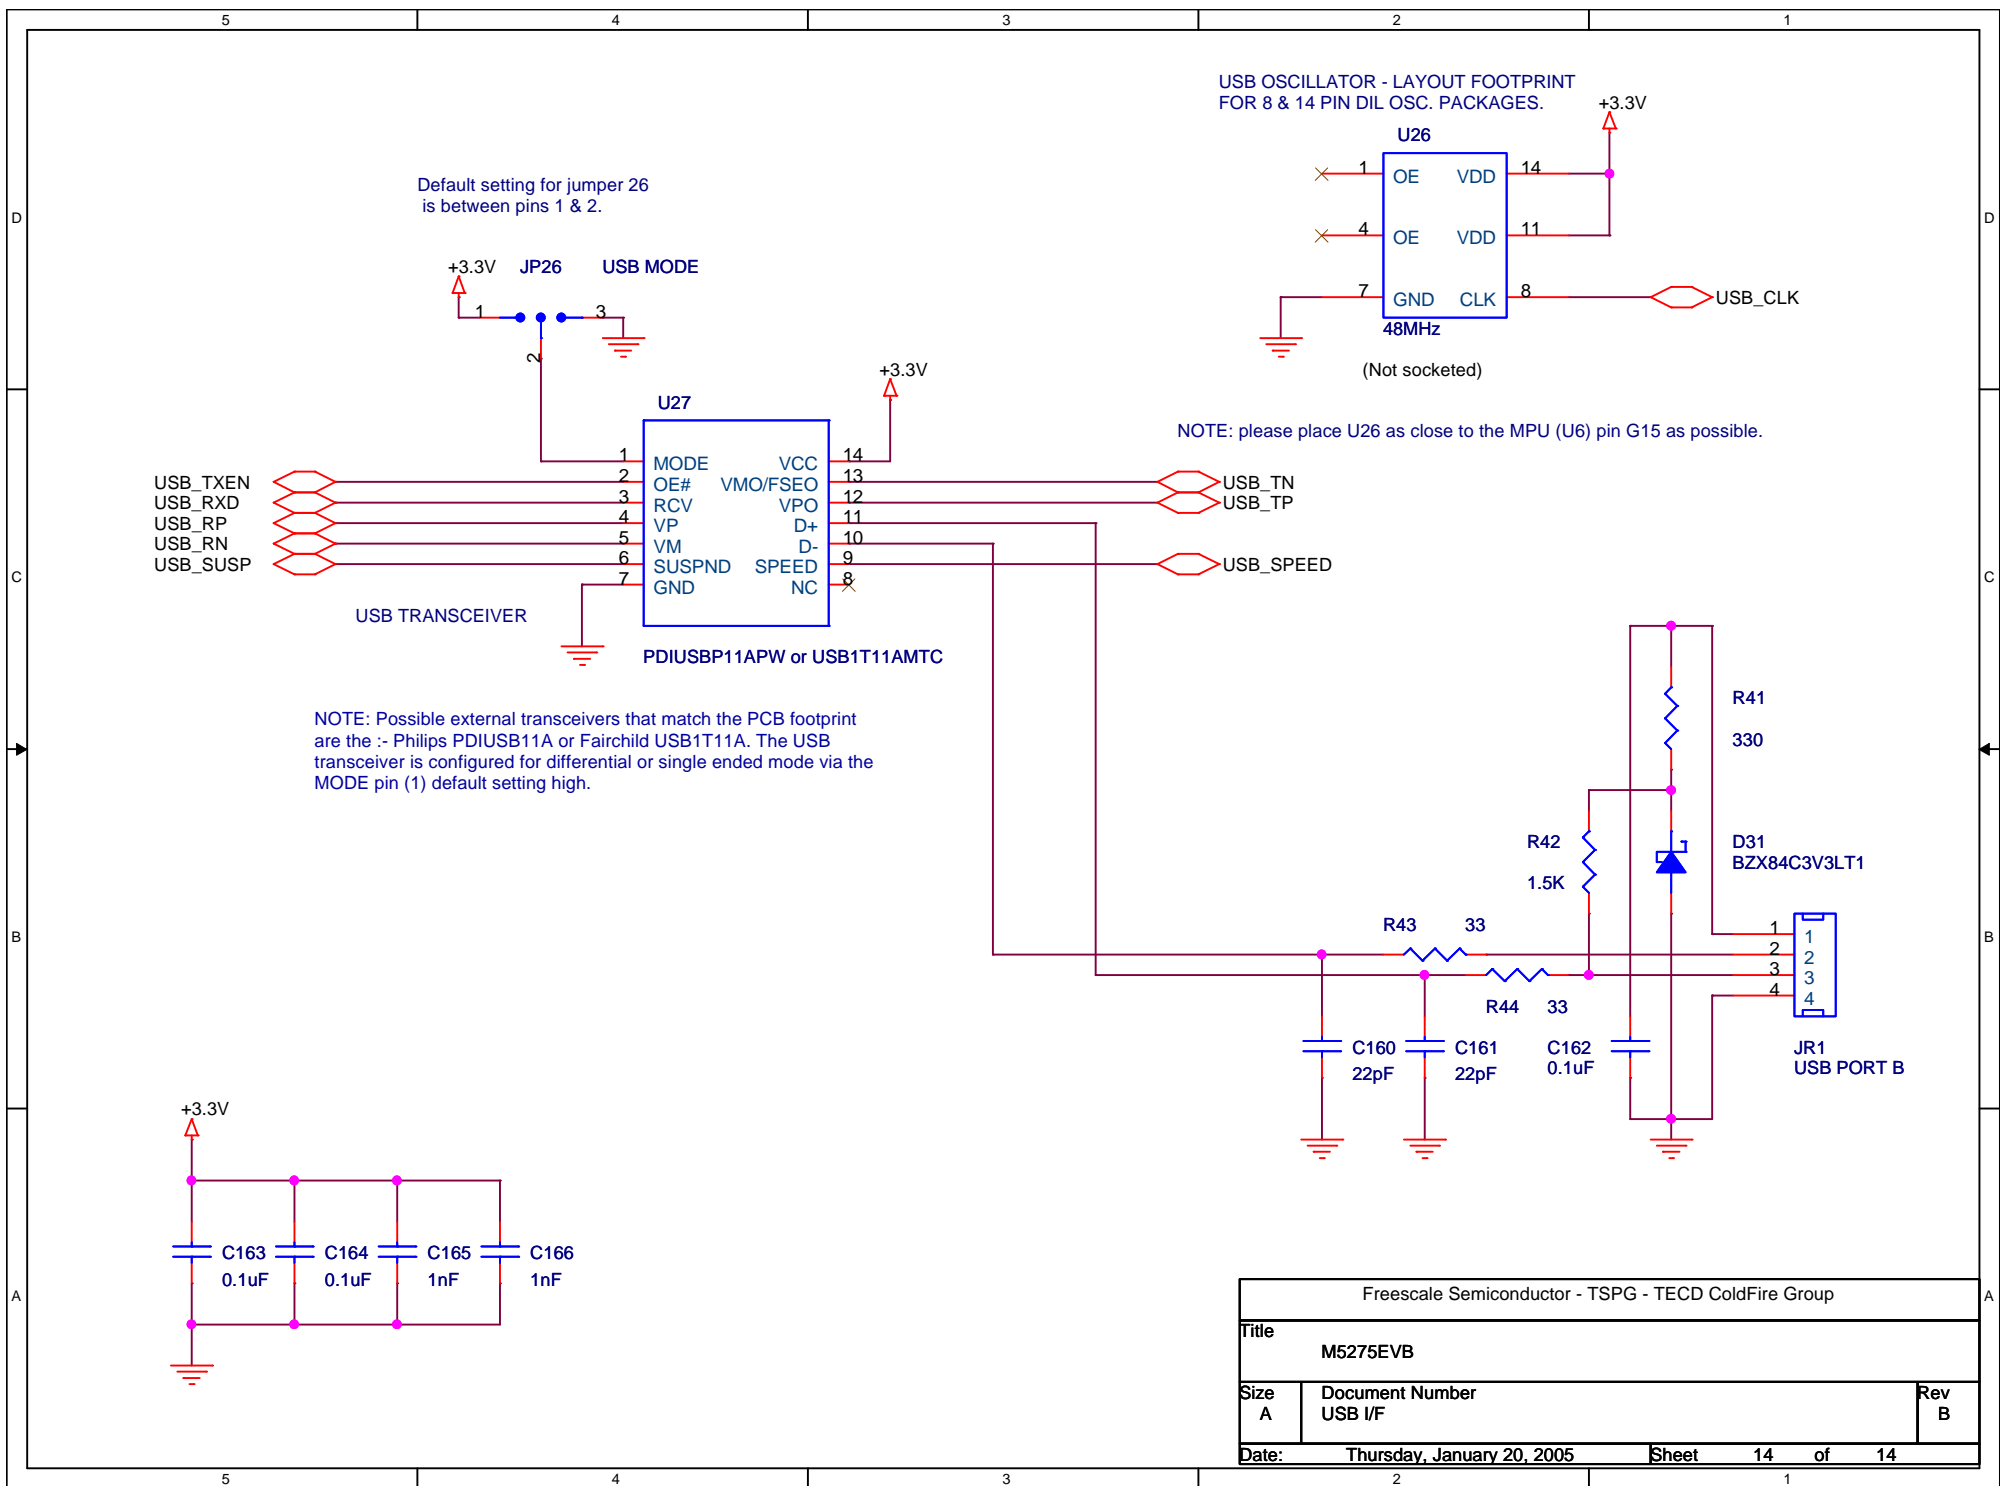 5 4 3 2 1
USB OSCILLATOR - LAYOUT FOOTPRINT
FOR 8 & 14 PIN DIL OSC. PACKAGES.
+3.3V
U26
1 OE VDD 14
4 OE VDD 11
7 GND CLK 8
USB_CLK
48MHz
(Not socketed)
Default setting for jumper 26
is between pins 1 & 2.
D D
+3.3V JP26 USB MODE
1 3
2
+3.3V
U27
NOTE: please place U26 as close to the MPU (U6) pin G15 as possible.
1 MODE VCC 14
USB_TXEN 2 OE# VMO/FSEO 13 USB_TN
USB_RXD 3 RCV VPO 12 USB_TP
USB_RP 4 VP D+ 11
USB_RN 5 VM D- 10
USB_SUSP 6 SUSPND SPEED 9 USB_SPEED
7 GND NC 8
C C
USB TRANSCEIVER
PDIUSBP11APW or USB1T11AMTC
NOTE: Possible external transceivers that match the PCB footprint
are the :- Philips PDIUSB11A or Fairchild USB1T11A. The USB
transceiver is configured for differential or single ended mode via the
MODE pin (1) default setting high.
R41
330
R42
1.5K
D31
BZX84C3V3LT1
R43 33
R44 33
1 1
2 2
3 3
4 4
B B
C160
22pF
C161
22pF
C162
0.1uF
JR1
USB PORT B
+3.3V
C163
0.1uF
C164
0.1uF
C165
1nF
C166
1nF
A A
Freescale Semiconductor - TSPG - TECD ColdFire Group
Title
M5275EVB
Size Document Number Rev
A USB I/F B
Date: Thursday, January 20, 2005 Sheet 14 of 14
5 4 3 2 1